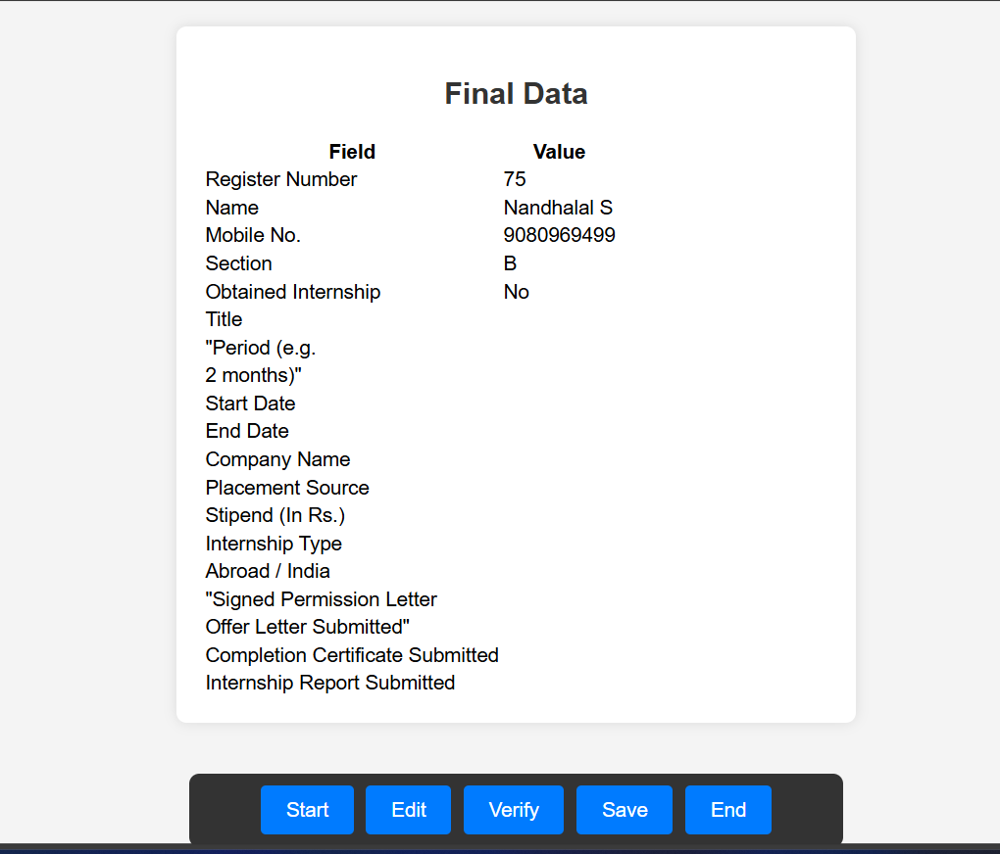 Final Data
Field Value
Register Number 75
Name Nandhalal S
Mobile No. 9080969499
Section B
Obtained Internship No
Title
"Period (e.g.
2 months)"
Start Date
End Date
Company Name
Placement Source
Stipend (In Rs.)
Internship Type
Abroad / India
"Signed Permission Letter
Offer Letter Submitted"
Completion Certificate Submitted
Internship Report Submitted
Start Edit Verify Save End